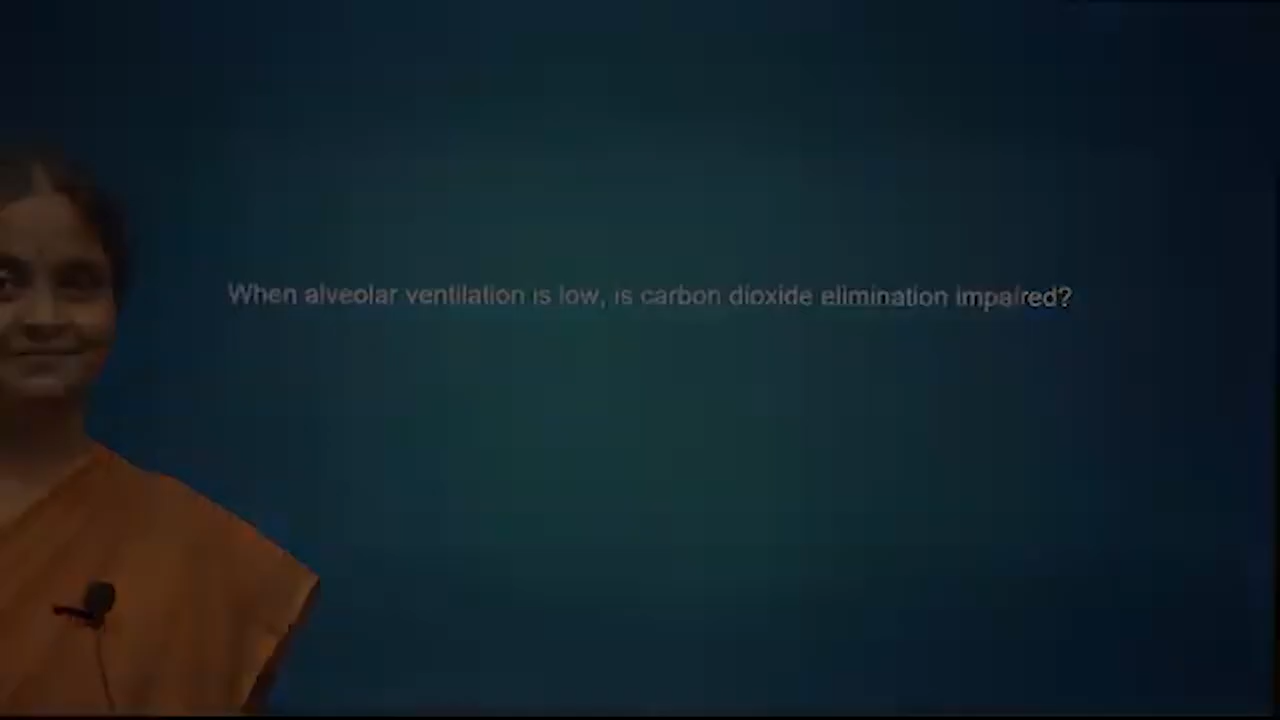 When alveolar ventilation is low, is carbon dioxide elimination impaired?